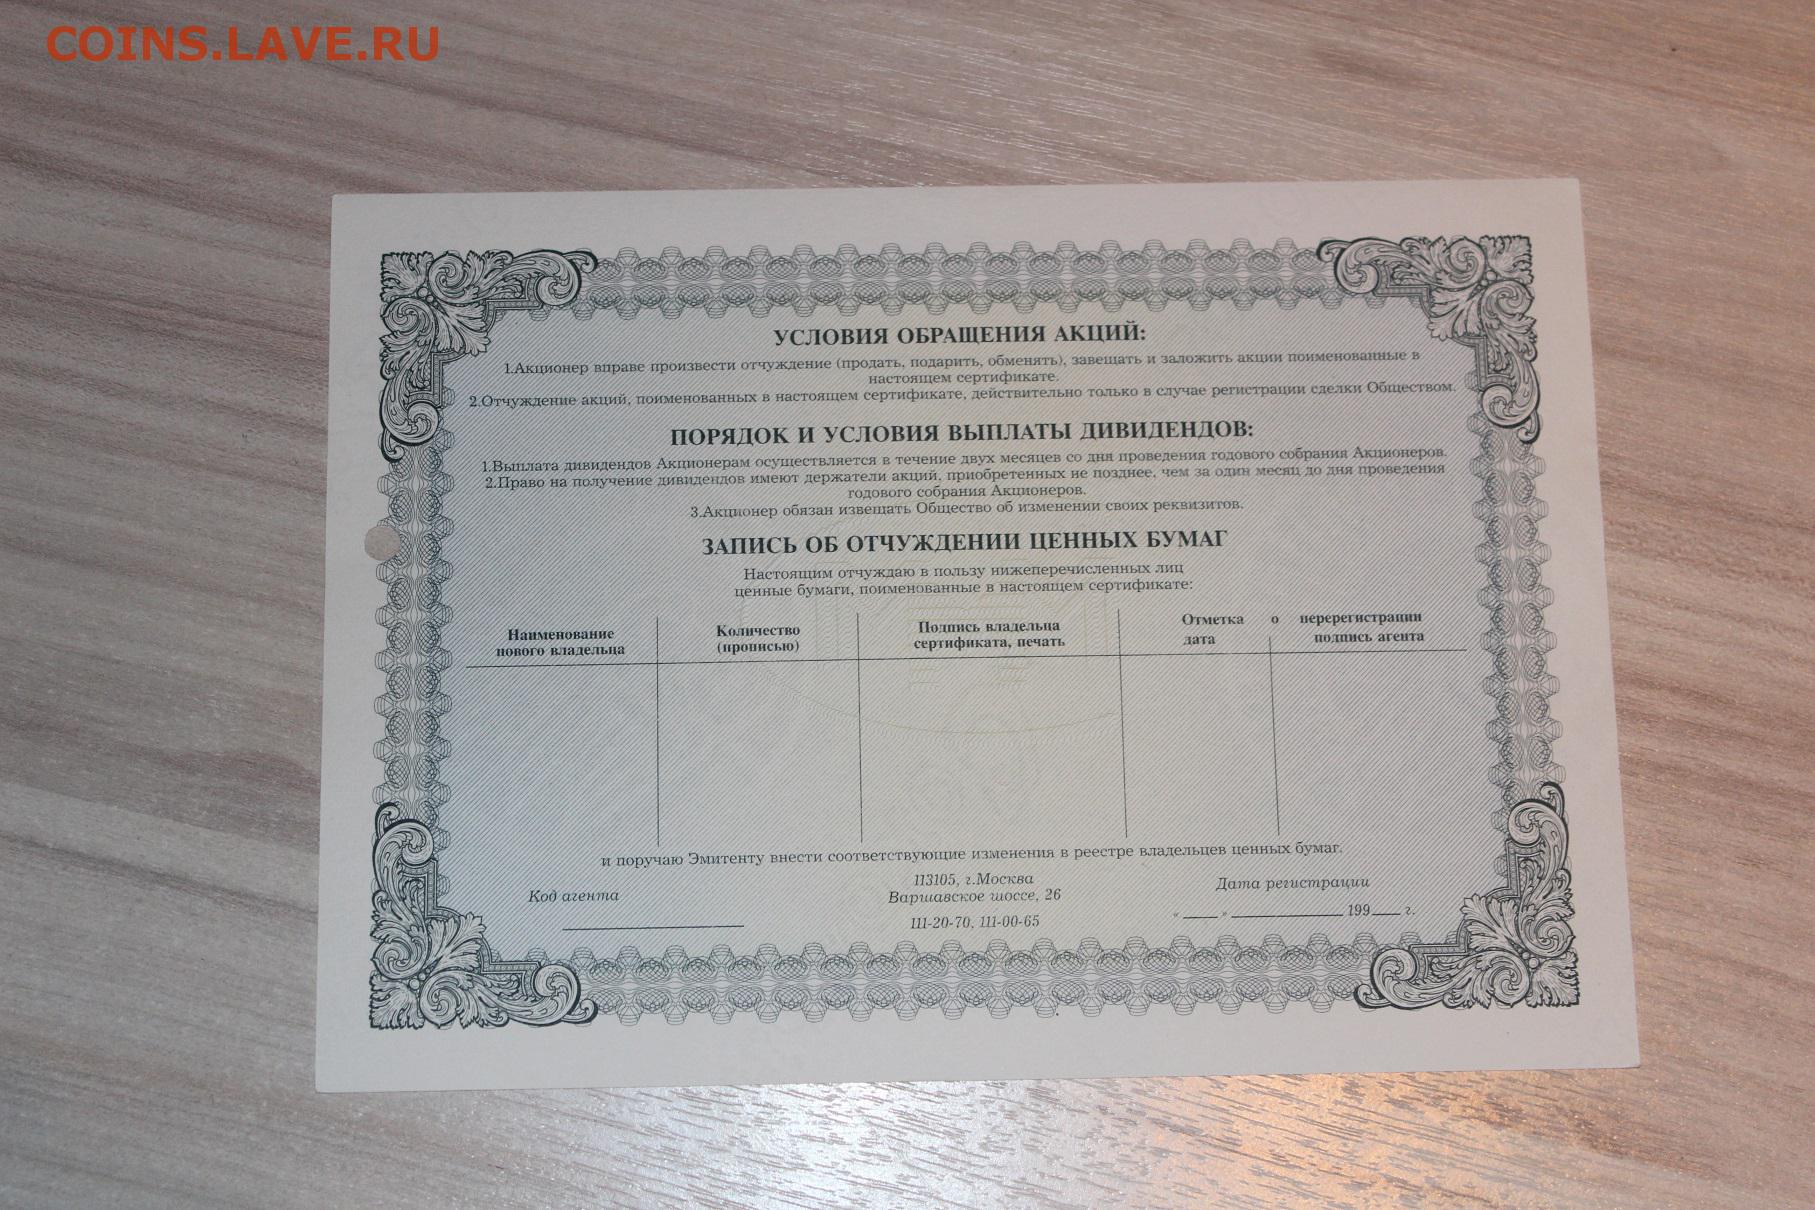 COINS.LAVE.RU
УСЛОВИЯ ОБРАЩЕНИЯ АКЦИЙ:
1.Акционер вправе произвести отчуждение (продать, подарить, обменять), завещать и заложить акции поименованные в
настоящем сертификате.
2.Отчуждение акций, поименованных в настоящем сертификате, действительно только в случае регистрации сделки Обществом.
ПОРЯДОК И УСЛОВИЯ ВЫПЛАТЫ ДИВИДЕНДОВ:
1.Выплата дивидендов Акционерам осуществляется в течение двух месяцев со дня проведения годового собрания Акционеров.
2.Право на получение дивидендов имеют держатели акций, приобретенных не позднее, чем за один месяц до дня проведения
годового собрания Акционеров.
3.Акционер обязан извещать Общество об изменении своих реквизитов.
ЗАПИСЬ ОБ ОТЧУЖДЕНИИ ЦЕННЫХ БУМАГ
Настоящим отчуждаю в пользу нижеперечисленных лиц
ценные бумаги, поименованные в настоящем сертификате:
Наименование
нового владельца
Количество
(прописью)
Подпись владельца
сертификата, печать
Отметка о перерегистрации
дата подпись агента
и поручаю Эмитенту внести соответствующие изменения в реестре владельцев ценных бумаг.
Код агента
113105, г.Москва
Варшавское шоссе, 26
111-20-70, 111-00-65
Дата регистрации
« ____ » ____________ 199___ г.